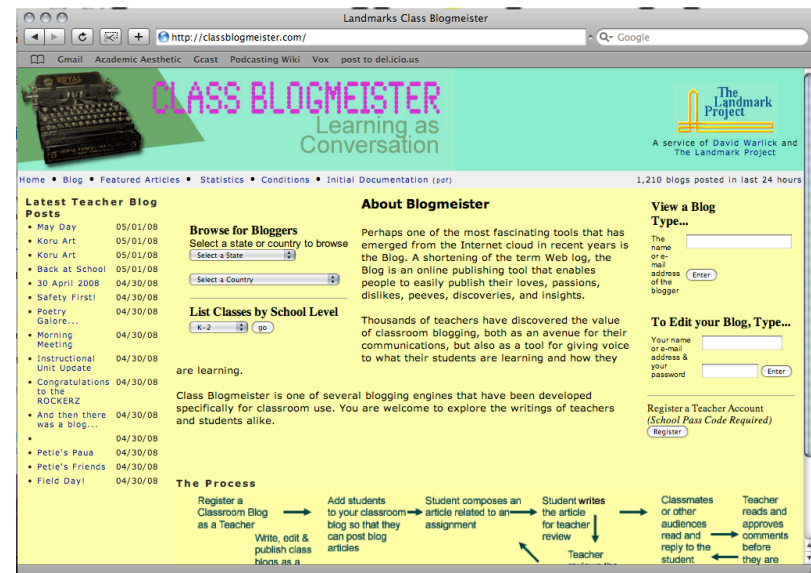 Landmarks Class Blogmeister
http://classblogmeister.com/
Google
Gmail Academic Aesthetic Gcast Podcasting Wiki Vox post to del.icio.us
ROYAL
CLASS BLOGMEISTER
Learning as
Conversation
The
Landmark
Project
A service of David Warlick and
The Landmark Project
Home • Blog • Featured Articles • Statistics • Conditions • Initial Documentation (pdf)
1,210 blogs posted in last 24 hours
Latest Teacher Blog
Posts
• May Day 05/01/08
• Koru Art 05/01/08
• Koru Art 05/01/08
• Back at School 05/01/08
• 30 April 2008 04/30/08
• Safety First! 04/30/08
• Poetry 04/30/08
Galore...
• Morning 04/30/08
Meeting
• Instructional 04/30/08
Unit Update
• Congratulations 04/30/08
to the
ROCKERZ
• And then there 04/30/08
was a blog...
• 04/30/08
• Petie's Paua 04/30/08
• Petie's Friends 04/30/08
• Field Day! 04/30/08
Browse for Bloggers
Select a state or country to browse
Select a State
Select a Country
List Classes by School Level
K-2 go
About Blogmeister
Perhaps one of the most fascinating tools that has
emerged from the Internet cloud in recent years is
the Blog. A shortening of the term Web log, the
Blog is an online publishing tool that enables
people to easily publish their loves, passions,
dislikes, peeves, discoveries, and insights.
Thousands of teachers have discovered the value
of classroom blogging, both as an avenue for their
communications, but also as a tool for giving voice
to what their students are learning and how they
are learning.
Class Blogmeister is one of several blogging engines that have been developed
specifically for classroom use. You are welcome to explore the writings of teachers
and students alike.
View a Blog
Type...
The
name
or e-
mail
address
of the
blogger
Enter
To Edit your Blog, Type...
Your name
or e-mail
address &
your
password
Enter
Register a Teacher Account
(School Pass Code Required)
Register
The Process
Register a
Classroom Blog
as a Teacher
Write, edit &
publish class
blogs as a
Add students
to your classroom
blog so that they
can post blog
articles
Student composes an
article related to an
assignment
Student writes
the article
for teacher
review
Teacher
reviews the
Classmates
or other
audiences
read and
reply to the
student
Teacher
reads and
approves
comments
before
they are